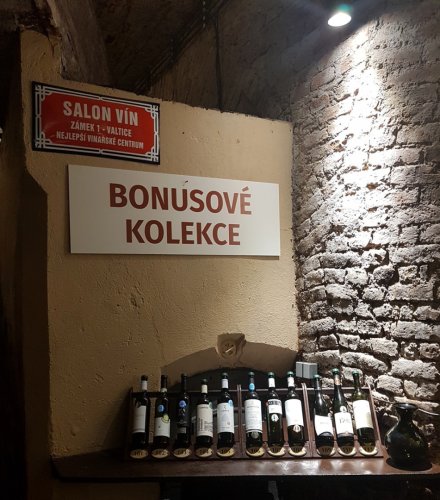 SALON VÍN
ZÁMEK 1 - VALTICE
NEJLEPŠÍ VINAŘSKÉ CENTRUM
BONUSOVÉ
KOLEKCE